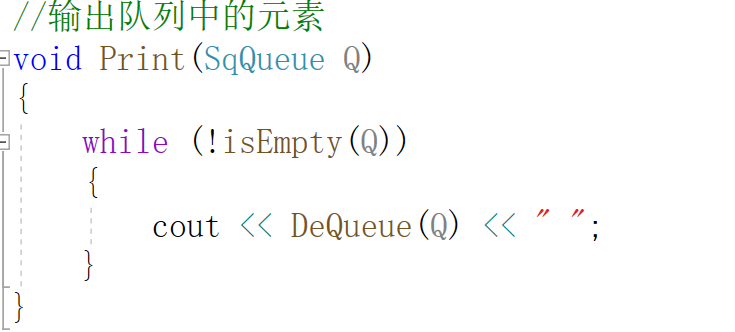 //输出队列中的元素
void Print(SqQueue Q)
{
while (!isEmpty(Q))
{
cout << DeQueue(Q) << " ";
}
}